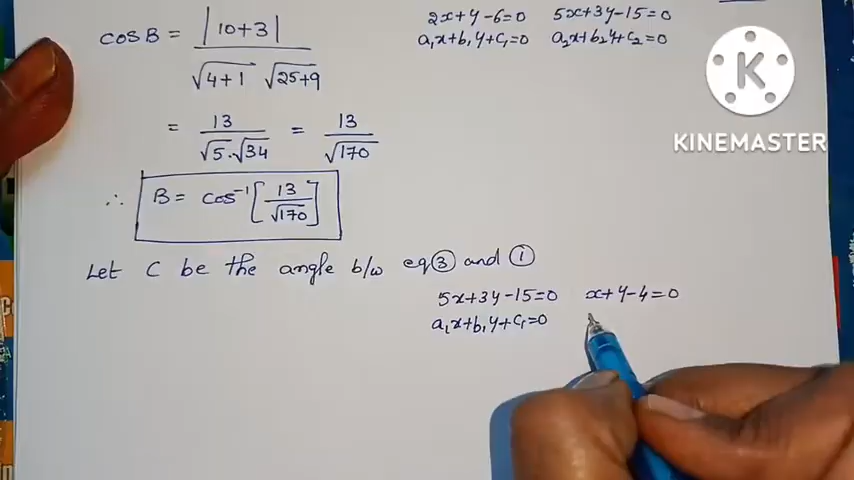 cos B = |10+3| / √4+1 √25+9
2x+y-6=0 5x+3y-15=0
a₁x+b₁y+c₁=0 a₂x+b₂y+c₂=0
= 13 / √5.√34 = 13 / √170
∴ B = cos⁻¹[13/√170]
Let C be the angle b/w eq③ and ①
5x+3y-15=0 x+y-4=0
a₁x+b₁y+c₁=0
K
KINEMASTER